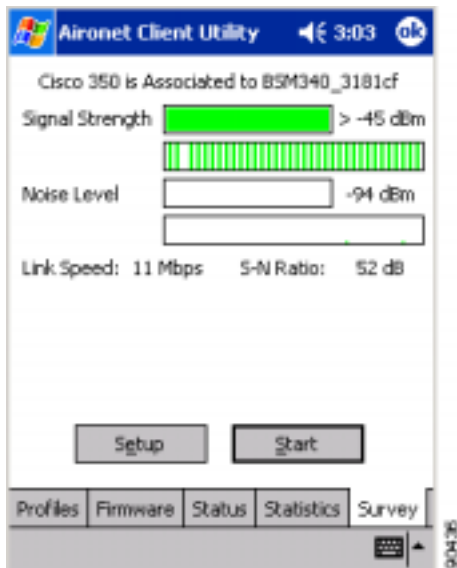 Aironet Client Utility 3:03 ok
Cisco 350 is Associated to BSM340_3181cf
Signal Strength > -45 dBm
Noise Level -94 dBm
Link Speed: 11 Mbps S-N Ratio: 52 dB
Setup Start
Profiles Firmware Status Statistics Survey
90436